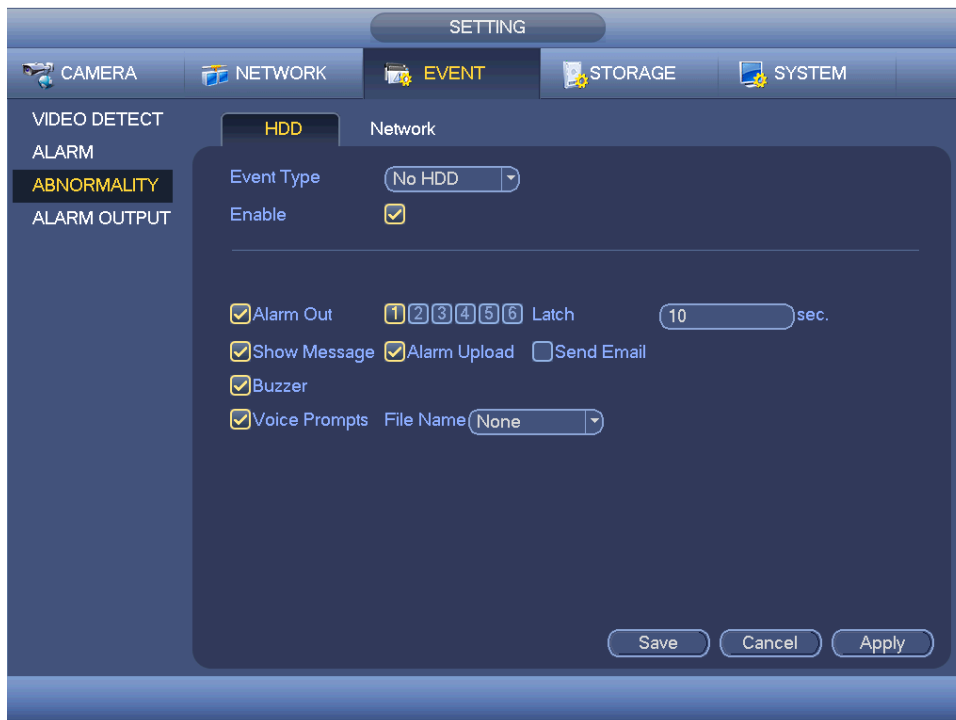 SETTING
CAMERA NETWORK EVENT STORAGE SYSTEM
VIDEO DETECT
ALARM
ABNORMALITY
ALARM OUTPUT
HDD Network
Event Type No HDD
Enable
Alarm Out 1 2 3 4 5 6 Latch 10 sec.
Show Message Alarm Upload Send Email
Buzzer
Voice Prompts File Name None
Save Cancel Apply